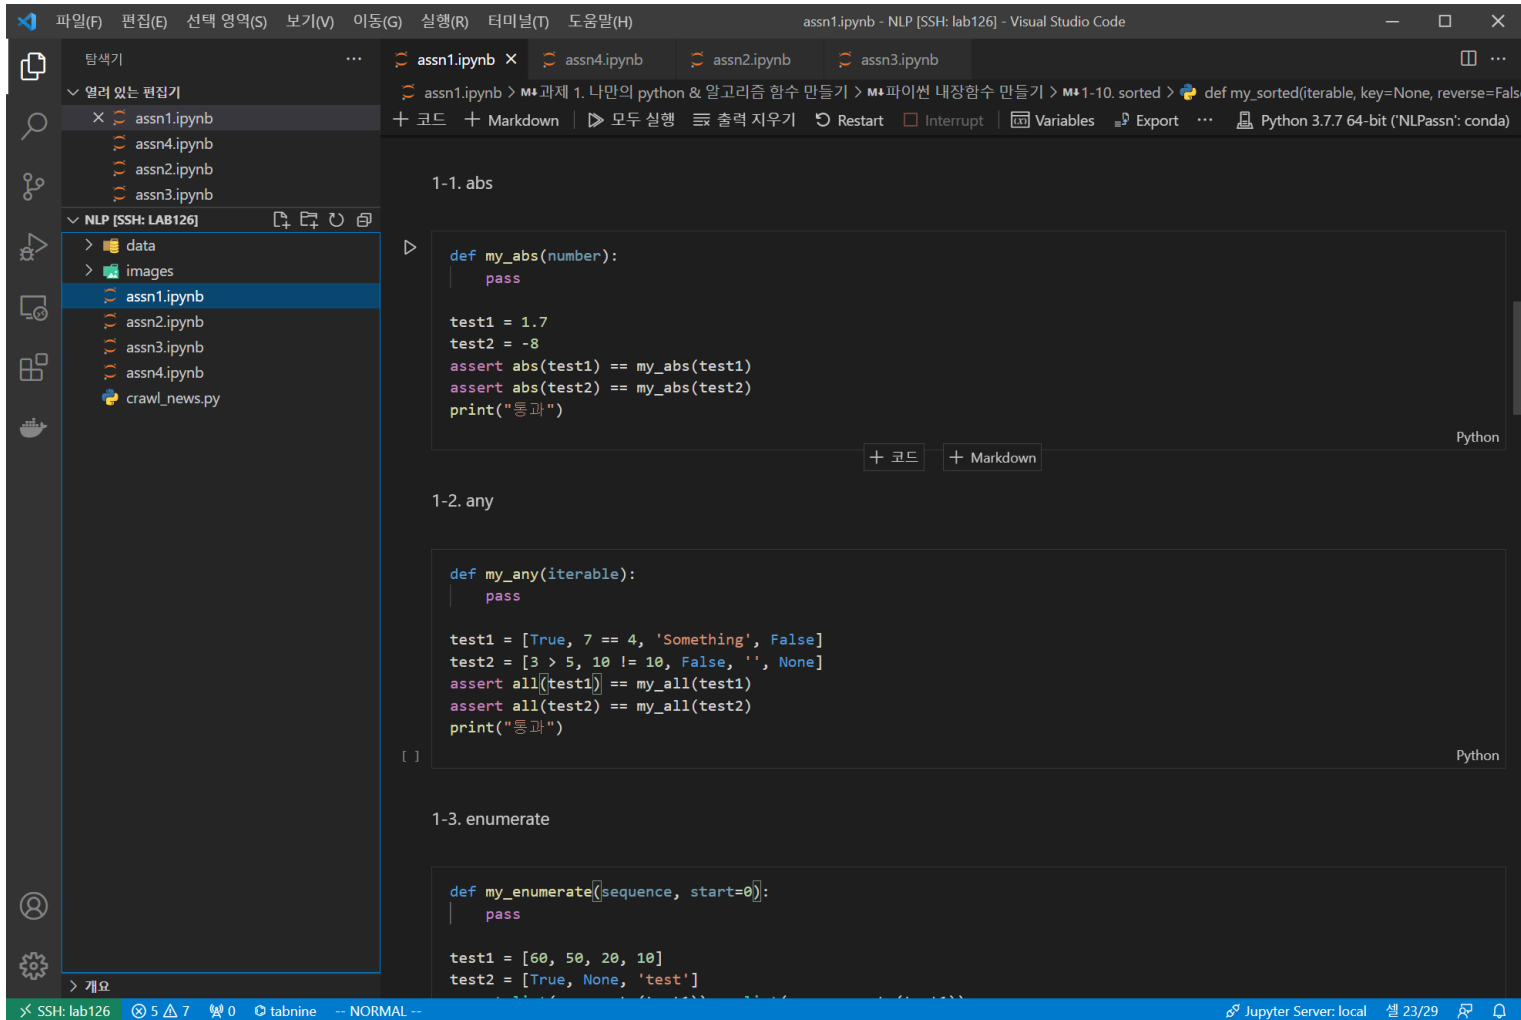 파일(F) 편집(E) 선택 영역(S) 보기(V) 이동(G) 실행(R) 터미널(T) 도움말(H) assn1.ipynb - NLP [SSH: lab126] - Visual Studio Code
탐색기
열려 있는 편집기
assn1.ipynb
assn4.ipynb
assn2.ipynb
assn3.ipynb
NLP [SSH: LAB126]
data
images
assn1.ipynb
assn2.ipynb
assn3.ipynb
assn4.ipynb
crawl_news.py
개요
assn1.ipynb assn4.ipynb assn2.ipynb assn3.ipynb
assn1.ipynb > M↓과제 1. 나만의 python & 알고리즘 함수 만들기 > M↓파이썬 내장함수 만들기 > M↓1-10. sorted > def my_sorted(iterable, key=None, reverse=Fals
+ 코드 + Markdown 모두 실행 출력 지우기 Restart Interrupt Variables Export ··· Python 3.7.7 64-bit ('NLPassn': conda)
1-1. abs
def my_abs(number):
pass
test1 = 1.7
test2 = -8
assert abs(test1) == my_abs(test1)
assert abs(test2) == my_abs(test2)
print("통과")
Python
+ 코드 + Markdown
1-2. any
def my_any(iterable):
pass
test1 = [True, 7 == 4, 'Something', False]
test2 = [3 > 5, 10 != 10, False, '', None]
assert all(test1) == my_all(test1)
assert all(test2) == my_all(test2)
print("통과")
[ ]
Python
1-3. enumerate
def my_enumerate(sequence, start=0):
pass
test1 = [60, 50, 20, 10]
test2 = [True, None, 'test']
SSH: lab126 5 7 0 tabnine -- NORMAL -- Jupyter Server: local 셀 23/29